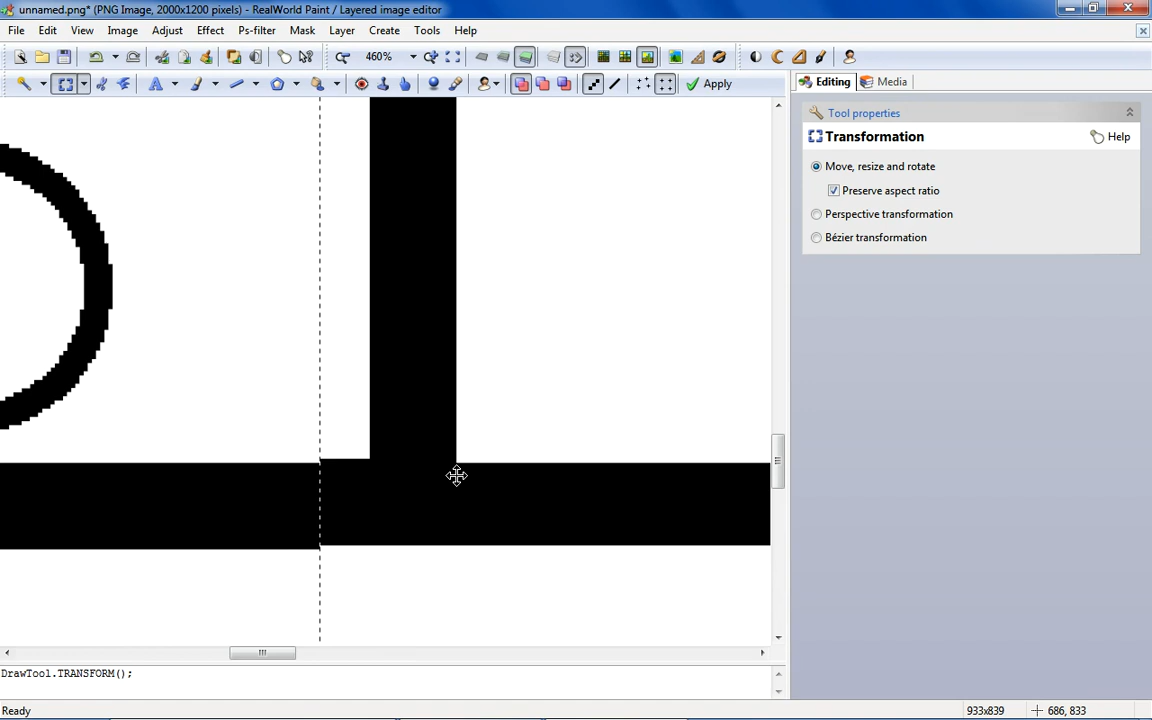 unnamed.png* (PNG Image, 2000x1200 pixels) - RealWorld Paint / Layered image editor
File Edit View Image Adjust Effect Ps-filter Mask Layer Create Tools Help
460%
A Apply
Editing Media
Tool properties
Transformation Help
Move, resize and rotate
Preserve aspect ratio
Perspective transformation
Bézier transformation
DrawTool.TRANSFORM();
Ready 933x839 686, 833